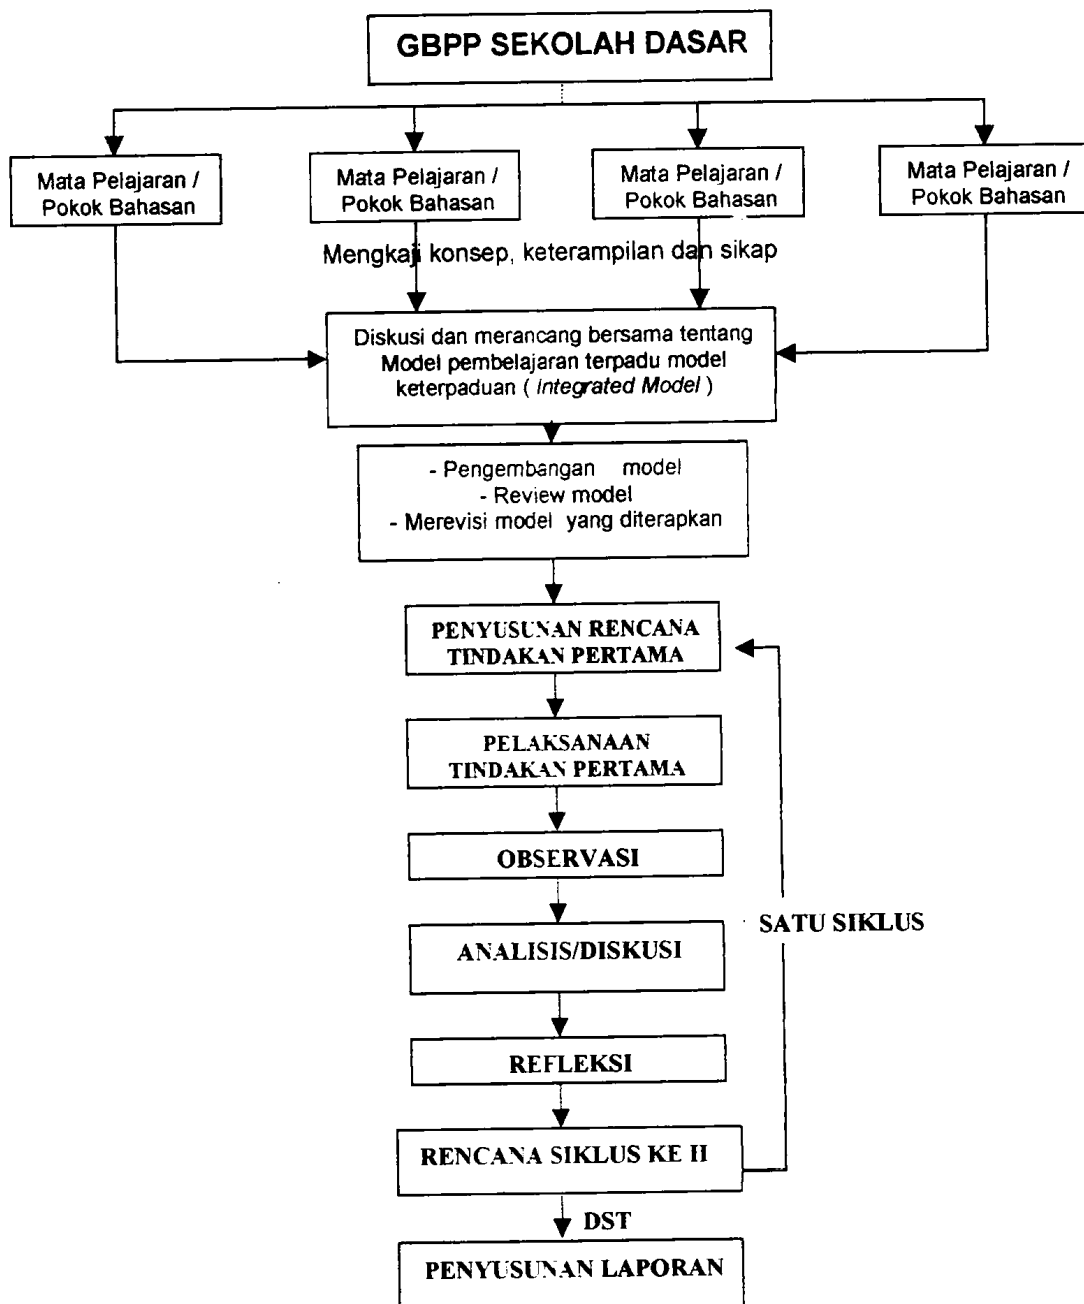 GBPP SEKOLAH DASAR
Mata Pelajaran /
Pokok Bahasan
Mata Pelajaran /
Pokok Bahasan
Mata Pelajaran /
Pokok Bahasan
Mata Pelajaran /
Pokok Bahasan
Mengkaji konsep, keterampilan dan sikap
Diskusi dan merancang bersama tentang
Model pembelajaran terpadu model
keterpaduan ( Integrated Model )
- Pengembangan model
- Review model
- Merevisi model yang diterapkan
PENYUSUNAN RENCANA
TINDAKAN PERTAMA
PELAKSANAAN
TINDAKAN PERTAMA
OBSERVASI
ANALISIS/DISKUSI
SATU SIKLUS
REFLEKSI
RENCANA SIKLUS KE II
DST
PENYUSUNAN LAPORAN